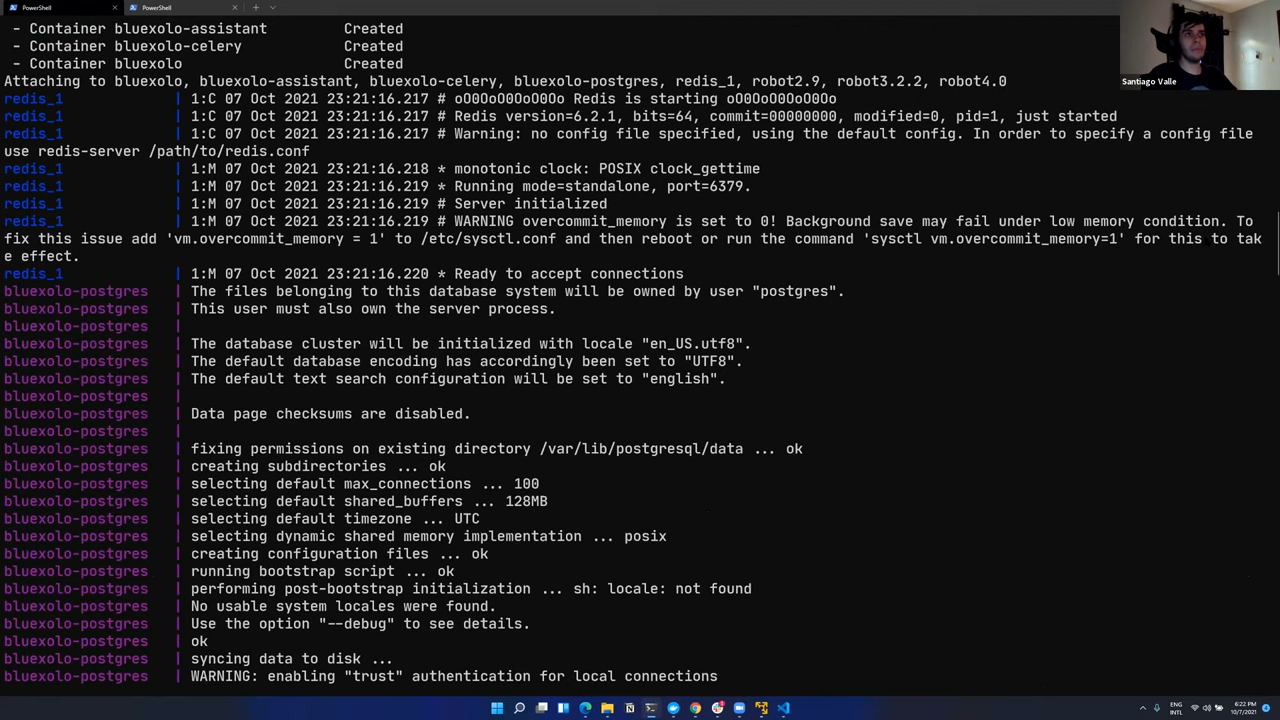 PowerShell
PowerShell
- Container bluexolo-assistant Created
- Container bluexolo-celery Created
- Container bluexolo Created
Attaching to bluexolo, bluexolo-assistant, bluexolo-celery, bluexolo-postgres, redis_1, robot2.9, robot3.2.2, robot4.0
redis_1 | 1:C 07 Oct 2021 23:21:16.217 # oO0OoO0OoO0Oo Redis is starting oO0OoO0OoO0Oo
redis_1 | 1:C 07 Oct 2021 23:21:16.217 # Redis version=6.2.1, bits=64, commit=00000000, modified=0, pid=1, just started
redis_1 | 1:C 07 Oct 2021 23:21:16.217 # Warning: no config file specified, using the default config. In order to specify a config file
use redis-server /path/to/redis.conf
redis_1 | 1:M 07 Oct 2021 23:21:16.218 * monotonic clock: POSIX clock_gettime
redis_1 | 1:M 07 Oct 2021 23:21:16.219 * Running mode=standalone, port=6379.
redis_1 | 1:M 07 Oct 2021 23:21:16.219 # Server initialized
redis_1 | 1:M 07 Oct 2021 23:21:16.219 # WARNING overcommit_memory is set to 0! Background save may fail under low memory condition. To
fix this issue add 'vm.overcommit_memory = 1' to /etc/sysctl.conf and then reboot or run the command 'sysctl vm.overcommit_memory=1' for this to tak
e effect.
redis_1 | 1:M 07 Oct 2021 23:21:16.220 * Ready to accept connections
bluexolo-postgres | The files belonging to this database system will be owned by user "postgres".
bluexolo-postgres | This user must also own the server process.
bluexolo-postgres |
bluexolo-postgres | The database cluster will be initialized with locale "en_US.utf8".
bluexolo-postgres | The default database encoding has accordingly been set to "UTF8".
bluexolo-postgres | The default text search configuration will be set to "english".
bluexolo-postgres |
bluexolo-postgres | Data page checksums are disabled.
bluexolo-postgres |
bluexolo-postgres | fixing permissions on existing directory /var/lib/postgresql/data ... ok
bluexolo-postgres | creating subdirectories ... ok
bluexolo-postgres | selecting default max_connections ... 100
bluexolo-postgres | selecting default shared_buffers ... 128MB
bluexolo-postgres | selecting default timezone ... UTC
bluexolo-postgres | selecting dynamic shared memory implementation ... posix
bluexolo-postgres | creating configuration files ... ok
bluexolo-postgres | running bootstrap script ... ok
bluexolo-postgres | performing post-bootstrap initialization ... sh: locale: not found
bluexolo-postgres | No usable system locales were found.
bluexolo-postgres | Use the option "--debug" to see details.
bluexolo-postgres | ok
bluexolo-postgres | syncing data to disk ...
bluexolo-postgres | WARNING: enabling "trust" authentication for local connections
Santiago Valle
ENG
INTL
6:22 PM
10/7/2021